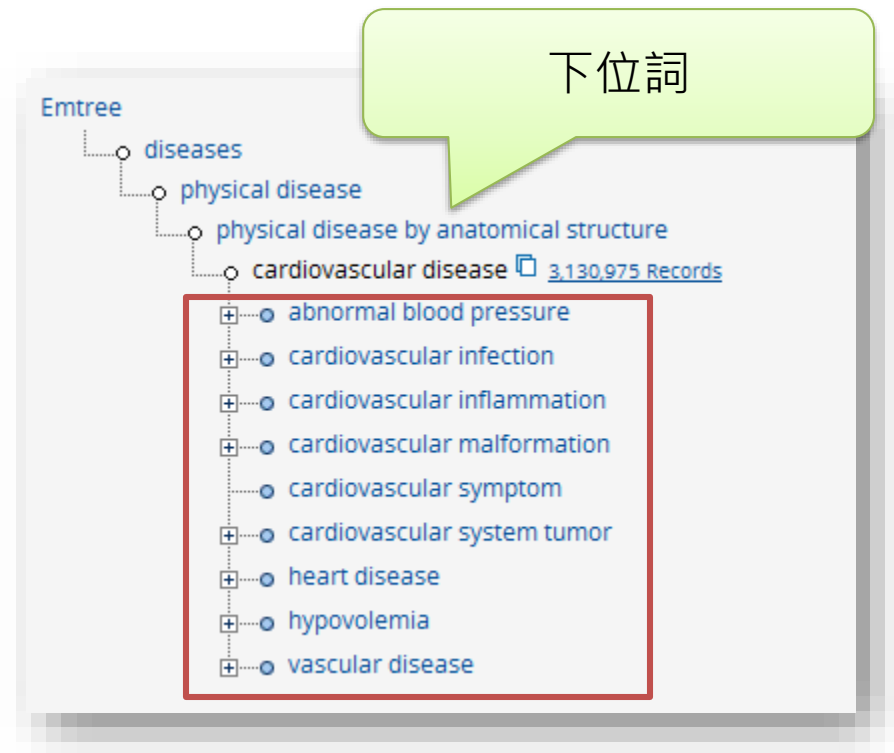 下位詞
Emtree
diseases
physical disease
physical disease by anatomical structure
cardiovascular disease 3,130,975 Records
abnormal blood pressure
cardiovascular infection
cardiovascular inflammation
cardiovascular malformation
cardiovascular symptom
cardiovascular system tumor
heart disease
hypovolemia
vascular disease